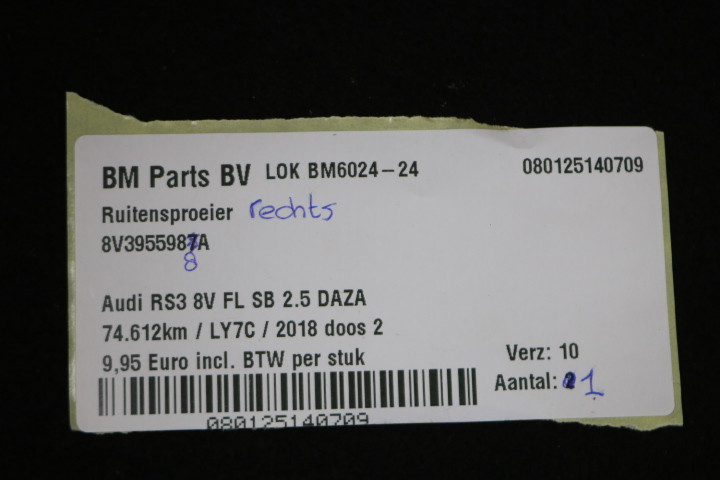 BM Parts BV LOK BM6024-24 080125140709
Ruitensproeier rechts
8V3955987A
8
Audi RS3 8V FL SB 2.5 DAZA
74.612km / LY7C / 2018 doos 2
9,95 Euro incl. BTW per stuk
Verz: 10
Aantal: 2 1
080125140709